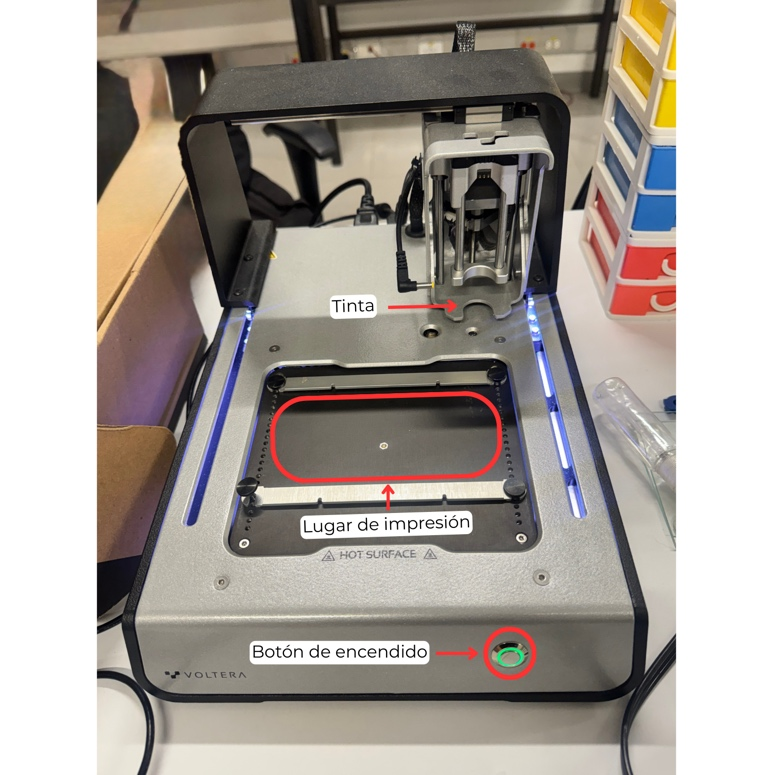 Tinta
Lugar de impresión
HOT SURFACE
Botón de encendido
VOLTERA